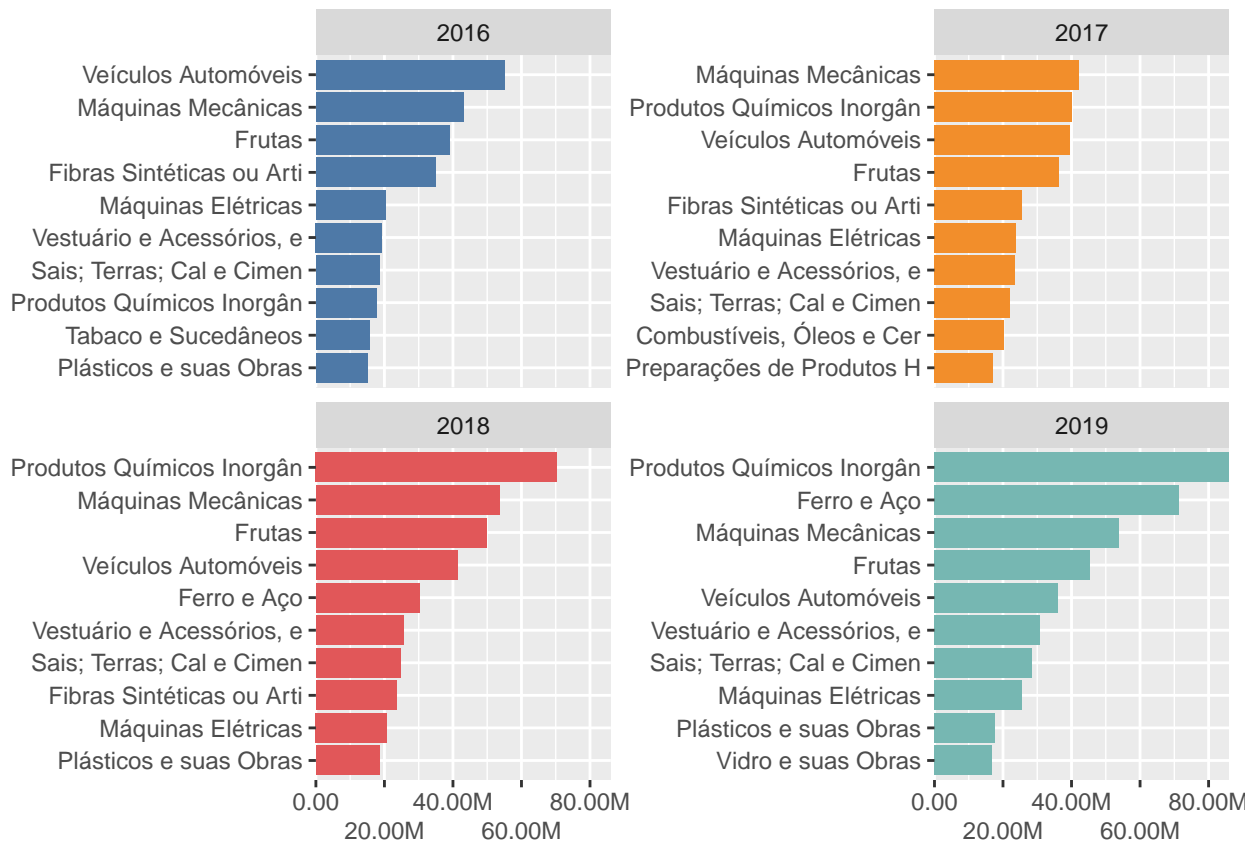 2016
Veículos Automóveis
Máquinas Mecânicas
Frutas
Fibras Sintéticas ou Arti
Máquinas Elétricas
Vestuário e Acessórios, e
Sais; Terras; Cal e Cimen
Produtos Químicos Inorgân
Tabaco e Sucedâneos
Plásticos e suas Obras
2017
Máquinas Mecânicas
Produtos Químicos Inorgân
Veículos Automóveis
Frutas
Fibras Sintéticas ou Arti
Máquinas Elétricas
Vestuário e Acessórios, e
Sais; Terras; Cal e Cimen
Combustíveis, Óleos e Cer
Preparações de Produtos H
2018
Produtos Químicos Inorgân
Máquinas Mecânicas
Frutas
Veículos Automóveis
Ferro e Aço
Vestuário e Acessórios, e
Sais; Terras; Cal e Cimen
Fibras Sintéticas ou Arti
Máquinas Elétricas
Plásticos e suas Obras
0.00 40.00M 80.00M
20.00M 60.00M
2019
Produtos Químicos Inorgân
Ferro e Aço
Máquinas Mecânicas
Frutas
Veículos Automóveis
Vestuário e Acessórios, e
Sais; Terras; Cal e Cimen
Máquinas Elétricas
Plásticos e suas Obras
Vidro e suas Obras
0.00 40.00M 80.00M
20.00M 60.00M